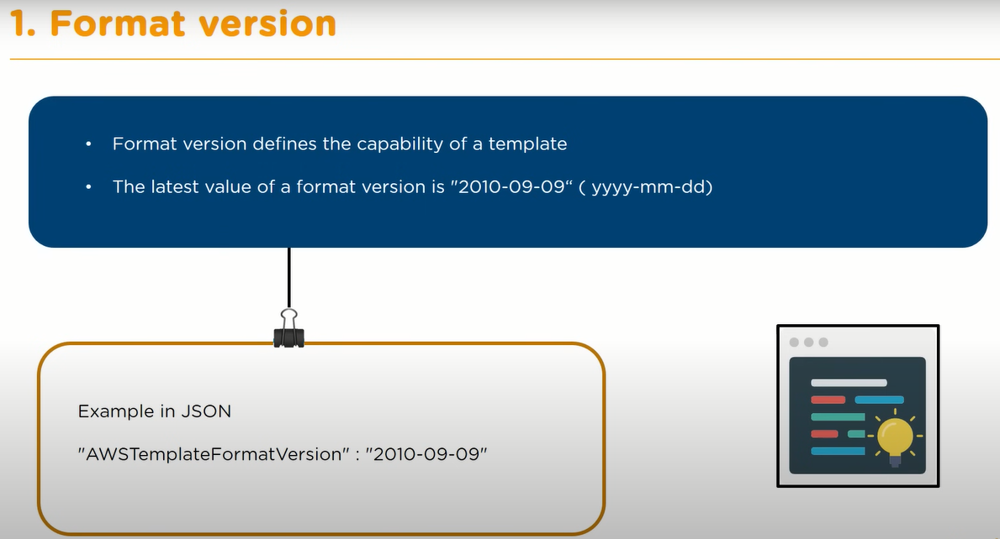 1. Format version
• Format version defines the capability of a template
• The latest value of a format version is "2010-09-09“ ( yyyy-mm-dd)
Example in JSON
"AWSTemplateFormatVersion" : "2010-09-09"